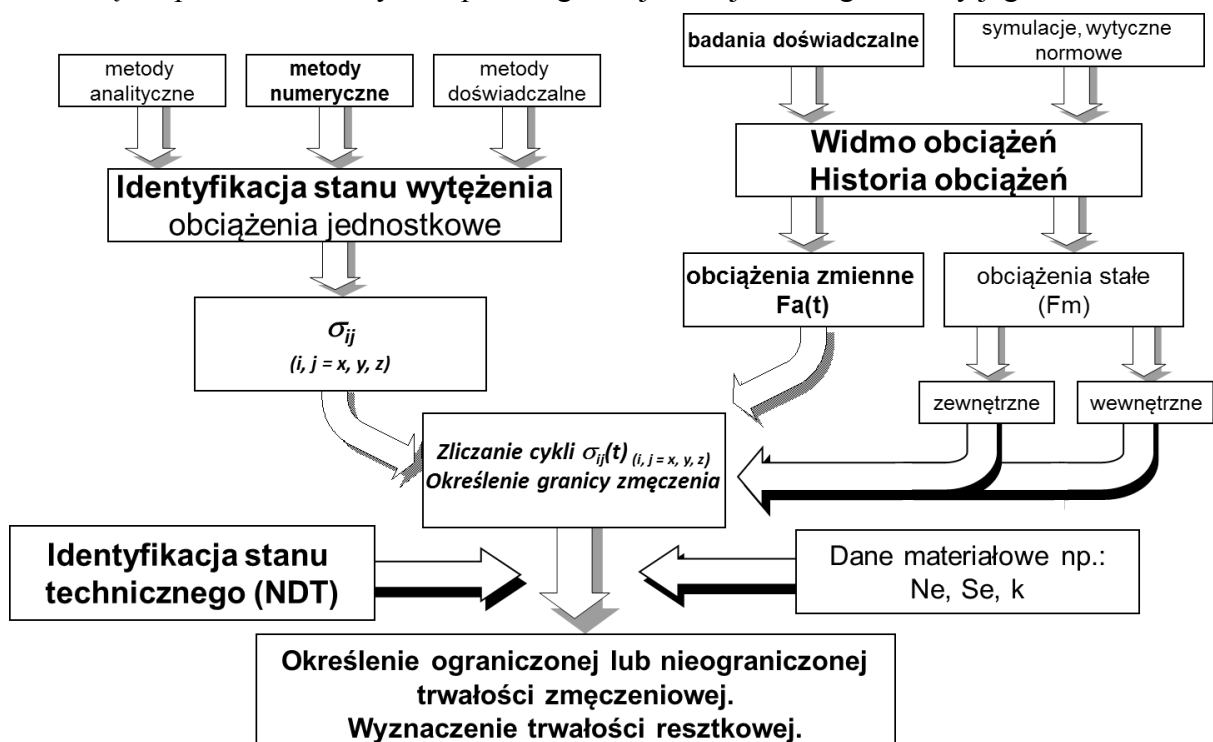 metody
analityczne
metody
numeryczne
metody
doświadczalne
badania doświadczalne
symulacje, wytyczne
normowe
Identyfikacja stanu wytężenia
obciążenia jednostkowe
Widmo obciążeń
Historia obciążeń
σij
(i, j = x, y, z)
obciążenia zmienne
Fa(t)
obciążenia stałe
(Fm)
zewnętrzne
wewnętrzne
Zliczanie cykli σij(t) (i, j = x, y, z)
Określenie granicy zmęczenia
Identyfikacja stanu
technicznego (NDT)
Dane materiałowe np.:
Ne, Se, k
Określenie ograniczonej lub nieograniczonej
trwałości zmęczeniowej.
Wyznaczenie trwałości resztkowej.